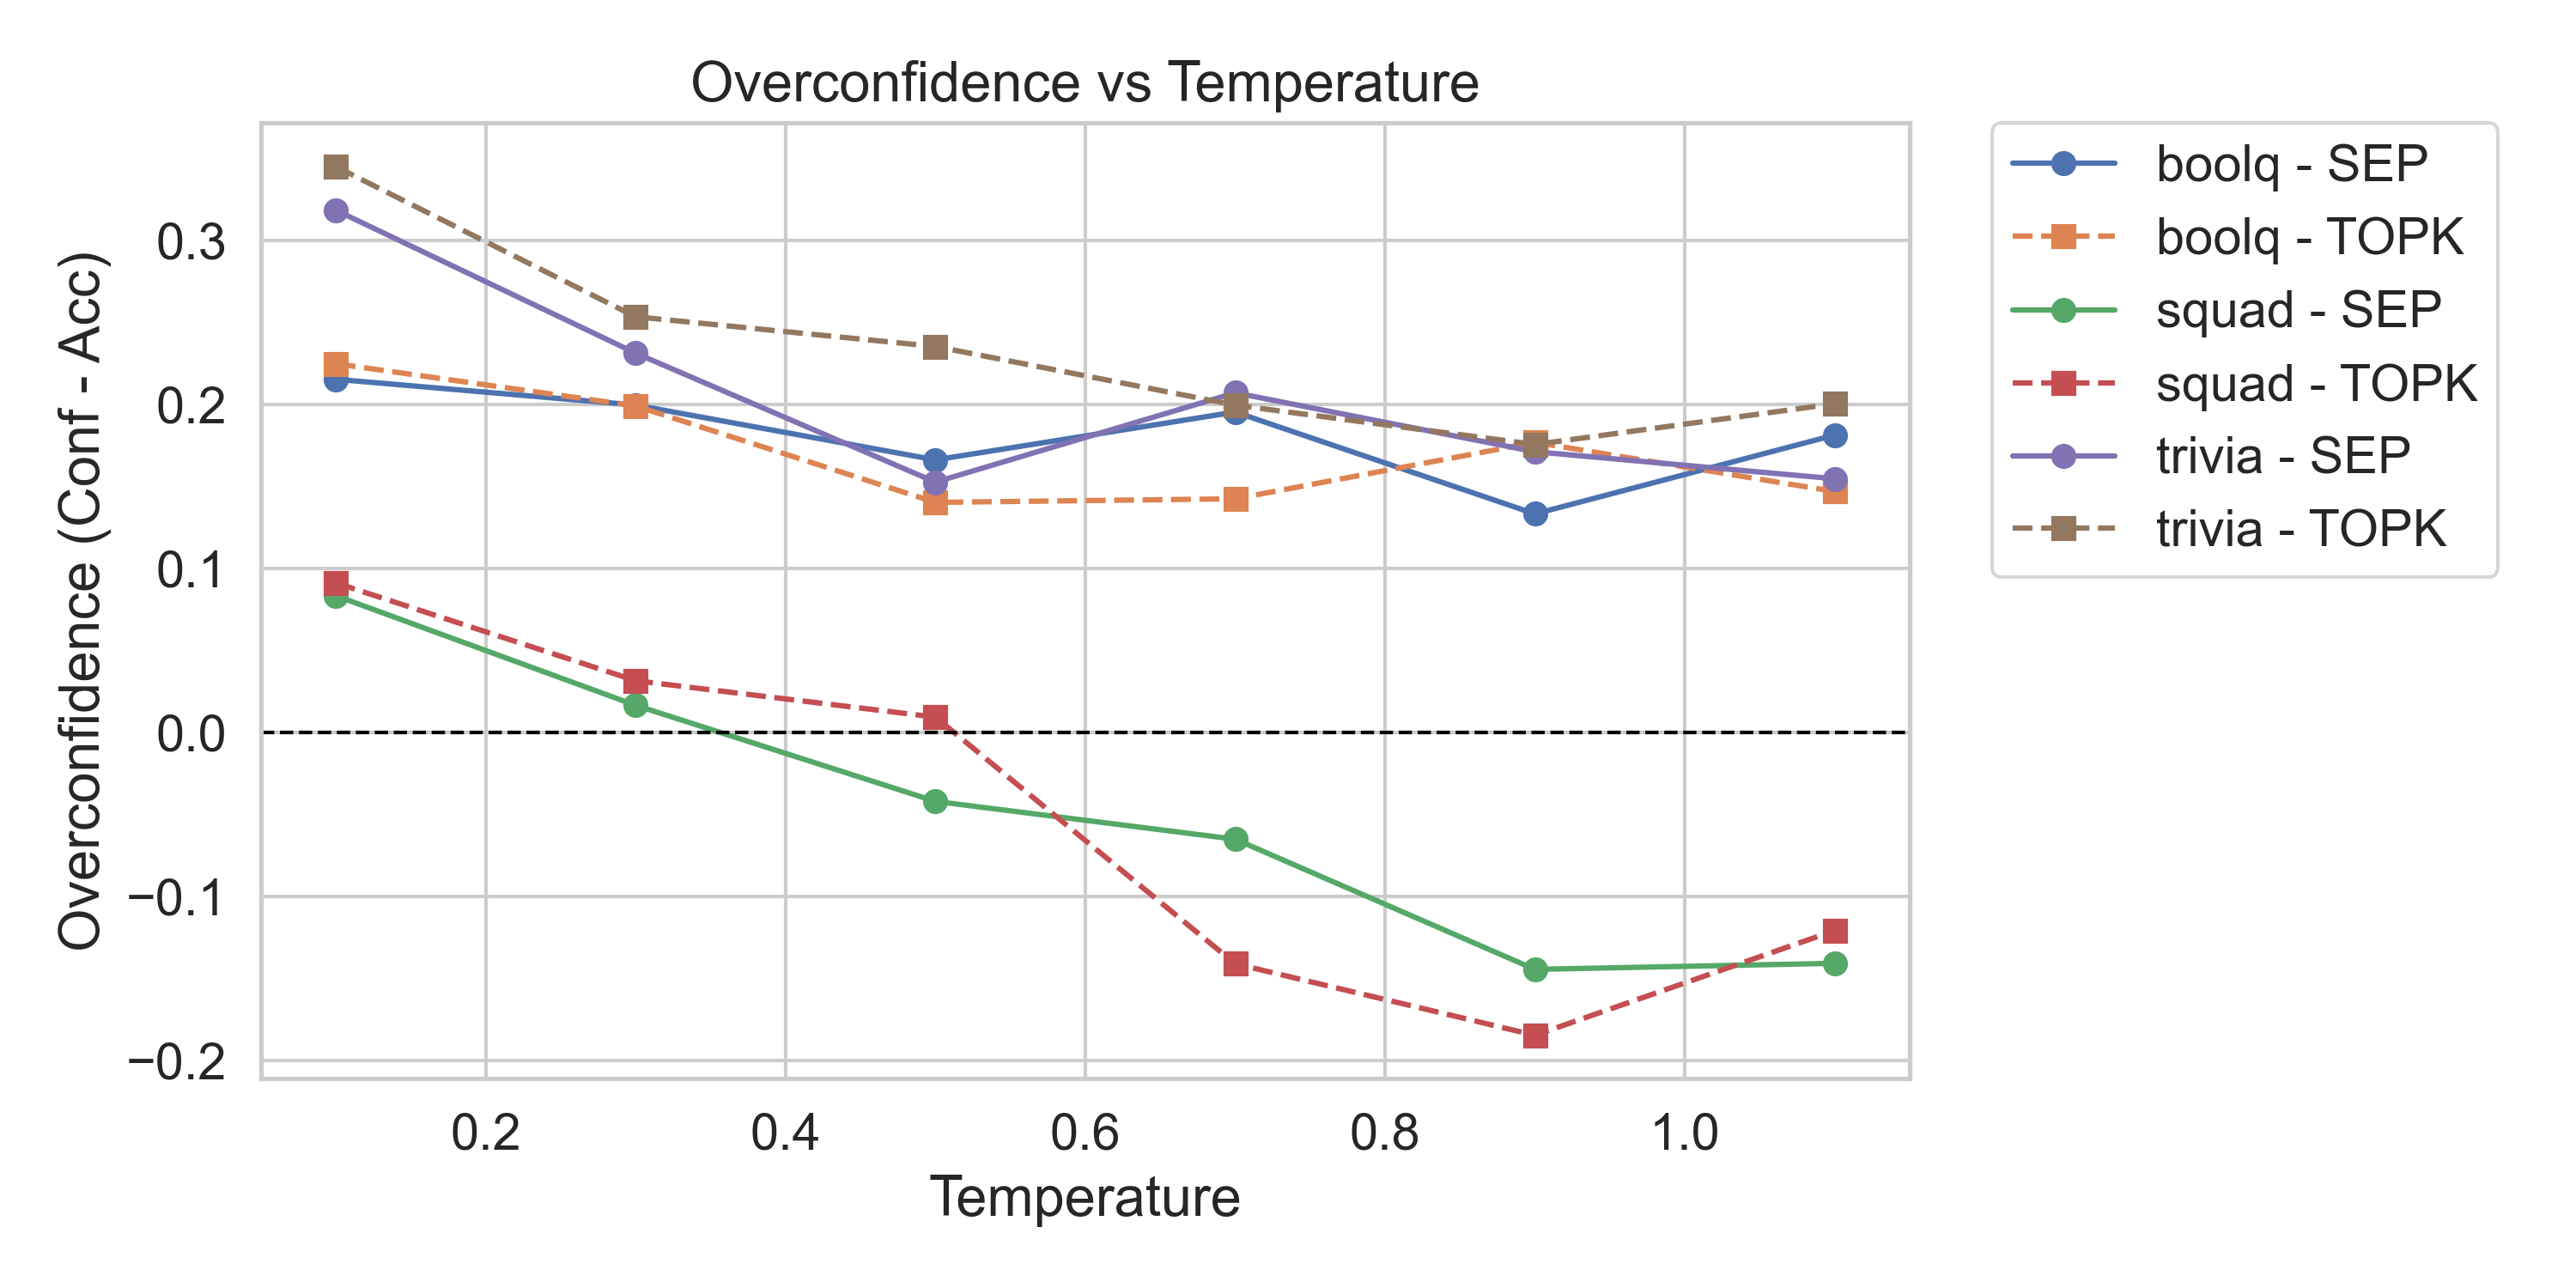 Overconfidence vs Temperature
Overconfidence (Conf - Acc)
0.3
0.2
0.1
0.0
−0.1
−0.2
0.2
0.4
0.6
0.8
1.0
Temperature
boolq - SEP
boolq - TOPK
squad - SEP
squad - TOPK
trivia - SEP
trivia - TOPK